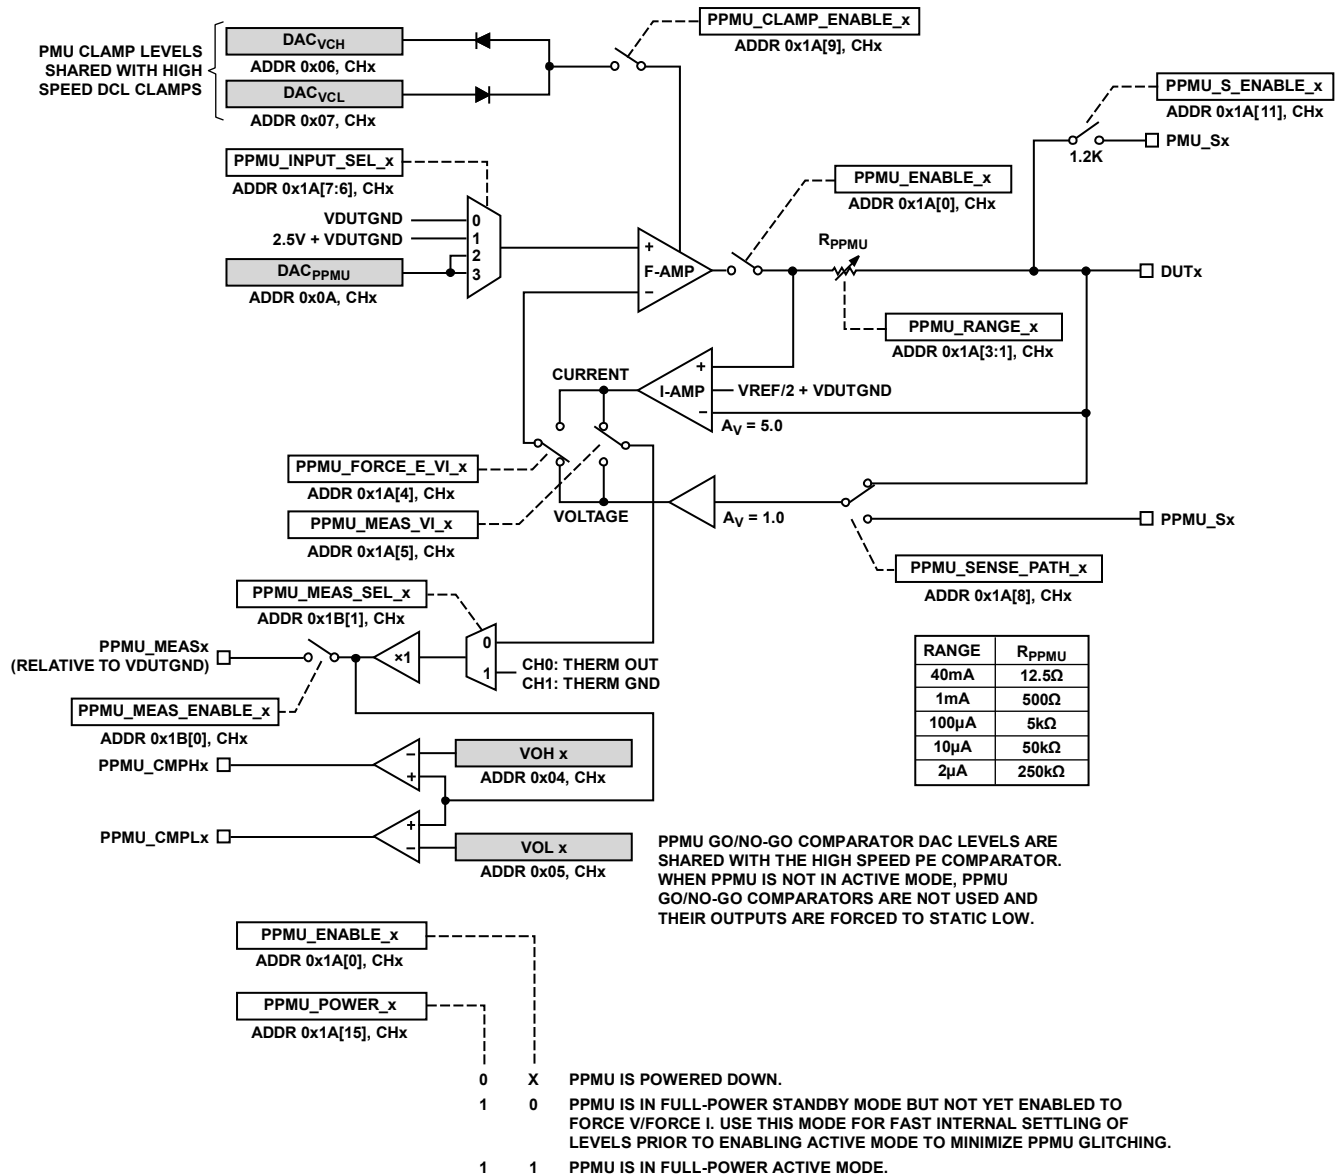 PMU CLAMP LEVELS
SHARED WITH HIGH
SPEED DCL CLAMPS
DACVCH
ADDR 0x06, CHx
DACVCL
ADDR 0x07, CHx
PPMU_CLAMP_ENABLE_x
ADDR 0x1A[9], CHx
PPMU_S_ENABLE_x
ADDR 0x1A[11], CHx
PMU_Sx
1.2K
PPMU_INPUT_SEL_x
ADDR 0x1A[7:6], CHx
VDUTGND
2.5V + VDUTGND
0
1
2
3
DACPPMU
ADDR 0x0A, CHx
PPMU_ENABLE_x
ADDR 0x1A[0], CHx
+
F-AMP
–
RPPMU
DUTx
PPMU_RANGE_x
ADDR 0x1A[3:1], CHx
CURRENT
+
I-AMP
–
VREF/2 + VDUTGND
AV = 5.0
PPMU_FORCE_E_VI_x
ADDR 0x1A[4], CHx
PPMU_MEAS_VI_x
ADDR 0x1A[5], CHx
VOLTAGE
AV = 1.0
PPMU_Sx
PPMU_SENSE_PATH_x
ADDR 0x1A[8], CHx
PPMU_MEAS_SEL_x
ADDR 0x1B[1], CHx
PPMU_MEASx
(RELATIVE TO VDUTGND)
×1
0
1
CH0: THERM OUT
CH1: THERM GND
PPMU_MEAS_ENABLE_x
ADDR 0x1B[0], CHx
RANGE RPPMU
40mA 12.5Ω
1mA 500Ω
100µA 5kΩ
10µA 50kΩ
2µA 250kΩ
PPMU_CMPHx
–
+
VOH x
ADDR 0x04, CHx
PPMU_CMPLx
+
–
VOL x
ADDR 0x05, CHx
PPMU GO/NO-GO COMPARATOR DAC LEVELS ARE
SHARED WITH THE HIGH SPEED PE COMPARATOR.
WHEN PPMU IS NOT IN ACTIVE MODE, PPMU
GO/NO-GO COMPARATORS ARE NOT USED AND
THEIR OUTPUTS ARE FORCED TO STATIC LOW.
PPMU_ENABLE_x
ADDR 0x1A[0], CHx
PPMU_POWER_x
ADDR 0x1A[15], CHx
0 X PPMU IS POWERED DOWN.
1 0 PPMU IS IN FULL-POWER STANDBY MODE BUT NOT YET ENABLED TO
FORCE V/FORCE I. USE THIS MODE FOR FAST INTERNAL SETTLING OF
LEVELS PRIOR TO ENABLING ACTIVE MODE TO MINIMIZE PPMU GLITCHING.
1 1 PPMU IS IN FULL-POWER ACTIVE MODE.